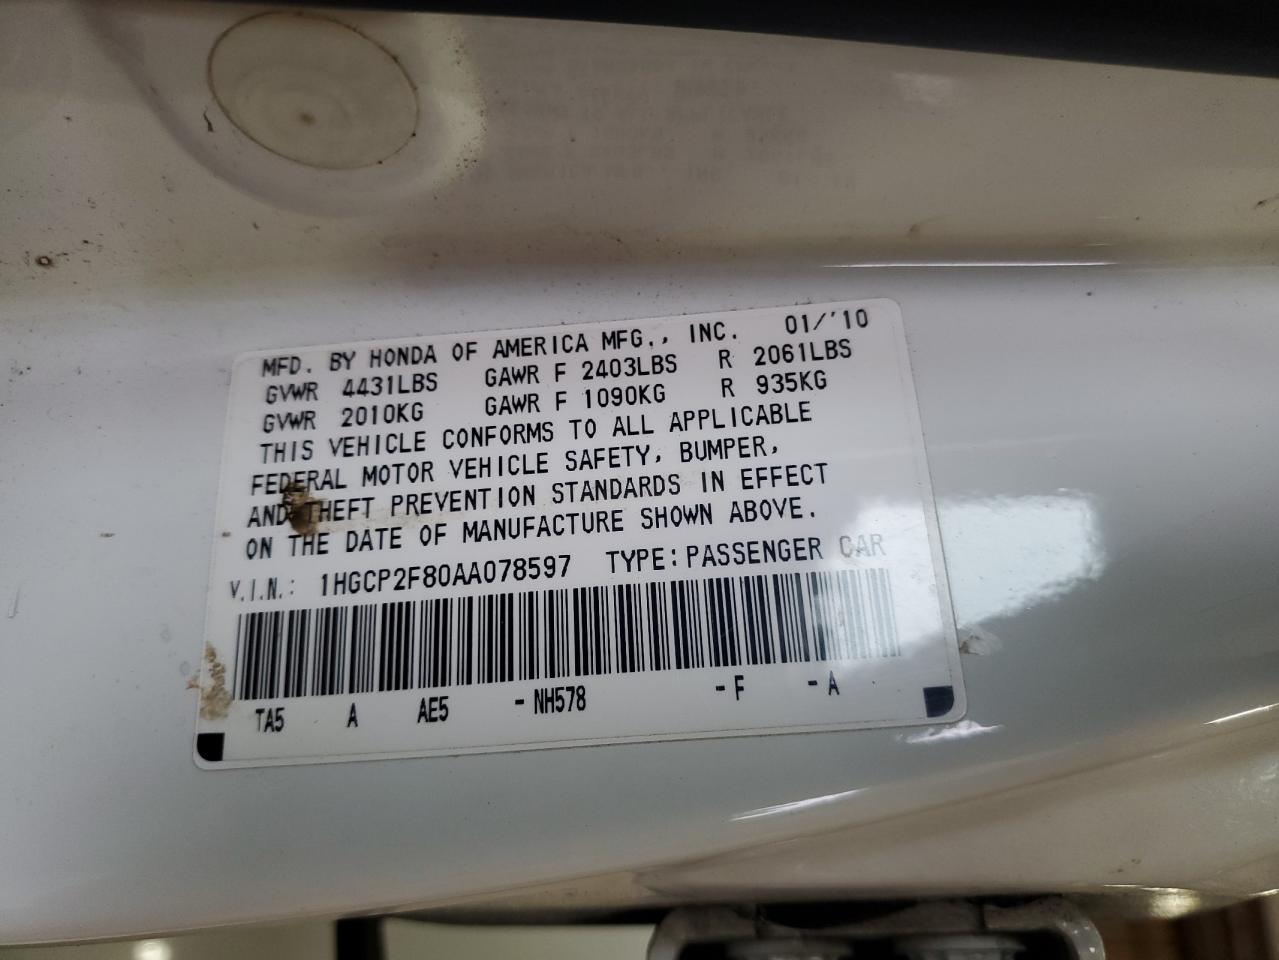 MFD. BY HONDA OF AMERICA MFG., INC. 01/'10
GVWR 4431LBS GAWR F 2403LBS R 2061LBS
GVWR 2010KG GAWR F 1090KG R 935KG
THIS VEHICLE CONFORMS TO ALL APPLICABLE
FEDERAL MOTOR VEHICLE SAFETY, BUMPER,
AND THEFT PREVENTION STANDARDS IN EFFECT
ON THE DATE OF MANUFACTURE SHOWN ABOVE.
V.I.N.: 1HGCP2F80AA078597 TYPE:PASSENGER CAR
TA5 A AE5 -NH578 -F -A